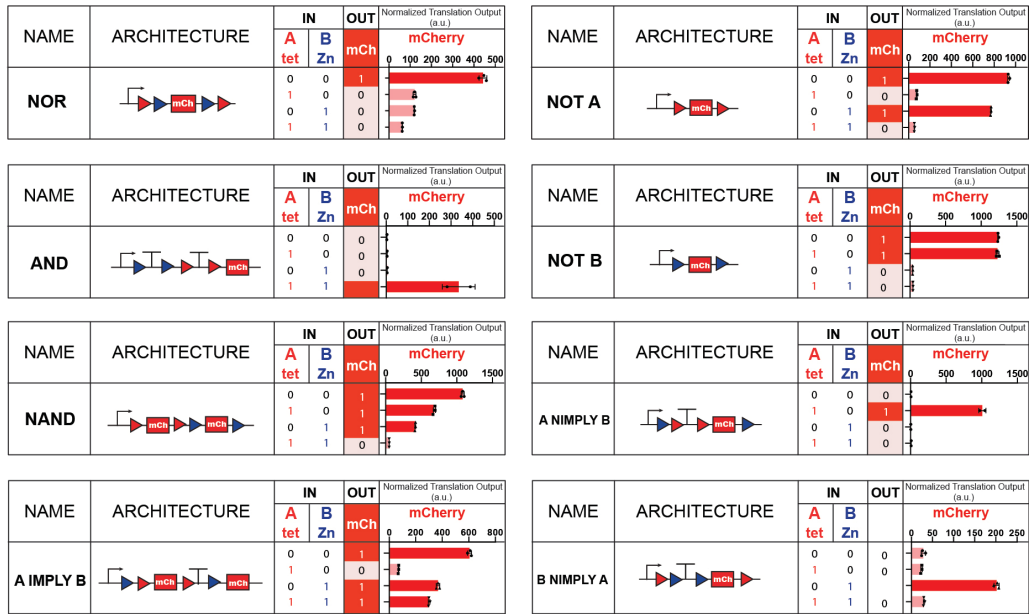 NAME ARCHITECTURE IN OUT Normalized Translation Output (a.u.)
A tet B Zn mCh mCherry
0 100 200 300 400 500
NOR mCh
0 0 1
1 0 0
0 1 0
1 1 0
NAME ARCHITECTURE IN OUT Normalized Translation Output (a.u.)
A tet B Zn mCh mCherry
0 200 400 600 800 1000
NOT A mCh
0 0 1
1 0 0
0 1 1
1 1 0
NAME ARCHITECTURE IN OUT Normalized Translation Output (a.u.)
A tet B Zn mCh mCherry
0 100 200 300 400 500
AND mCh
0 0 0
1 0 0
0 1 0
1 1
NAME ARCHITECTURE IN OUT Normalized Translation Output (a.u.)
A tet B Zn mCh mCherry
0 500 1000 1500
NOT B mCh
0 0 1
1 0 1
0 1 0
1 1 0
NAME ARCHITECTURE IN OUT Normalized Translation Output (a.u.)
A tet B Zn mCh mCherry
0 500 1000 1500
NAND mCh mCh
0 0 1
1 0 1
0 1 1
1 1 0
NAME ARCHITECTURE IN OUT Normalized Translation Output (a.u.)
A tet B Zn mCh mCherry
0 500 1000 1500
A NIMPLY B mCh
0 0 0
1 0 1
0 1 0
1 1 0
NAME ARCHITECTURE IN OUT Normalized Translation Output (a.u.)
A tet B Zn mCh mCherry
0 200 400 600 800
A IMPLY B mCh mCh
0 0 1
1 0 0
0 1 1
1 1 1
NAME ARCHITECTURE IN OUT Normalized Translation Output (a.u.)
A tet B Zn mCherry
0 50 100 150 200 250
B NIMPLY A mCh
0 0 0
1 0 0
0 1
1 1 0